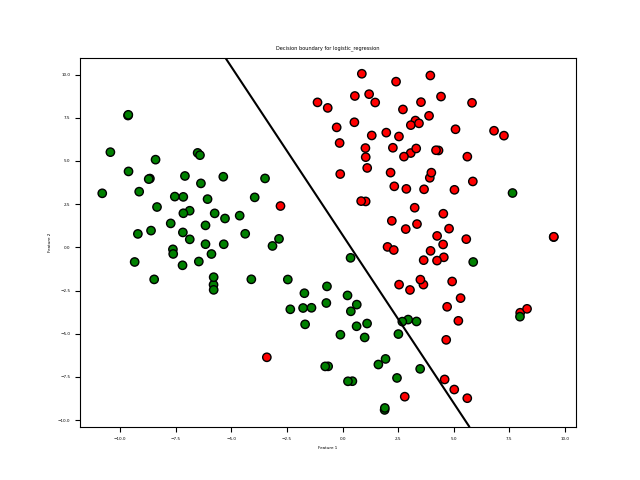 Decision boundary for logistic_regression
10.0
7.5
5.0
2.5
0.0
−2.5
−5.0
−7.5
−10.0
Feature 2
−10.0 −7.5 −5.0 −2.5 0.0 2.5 5.0 7.5 10.0
Feature 1